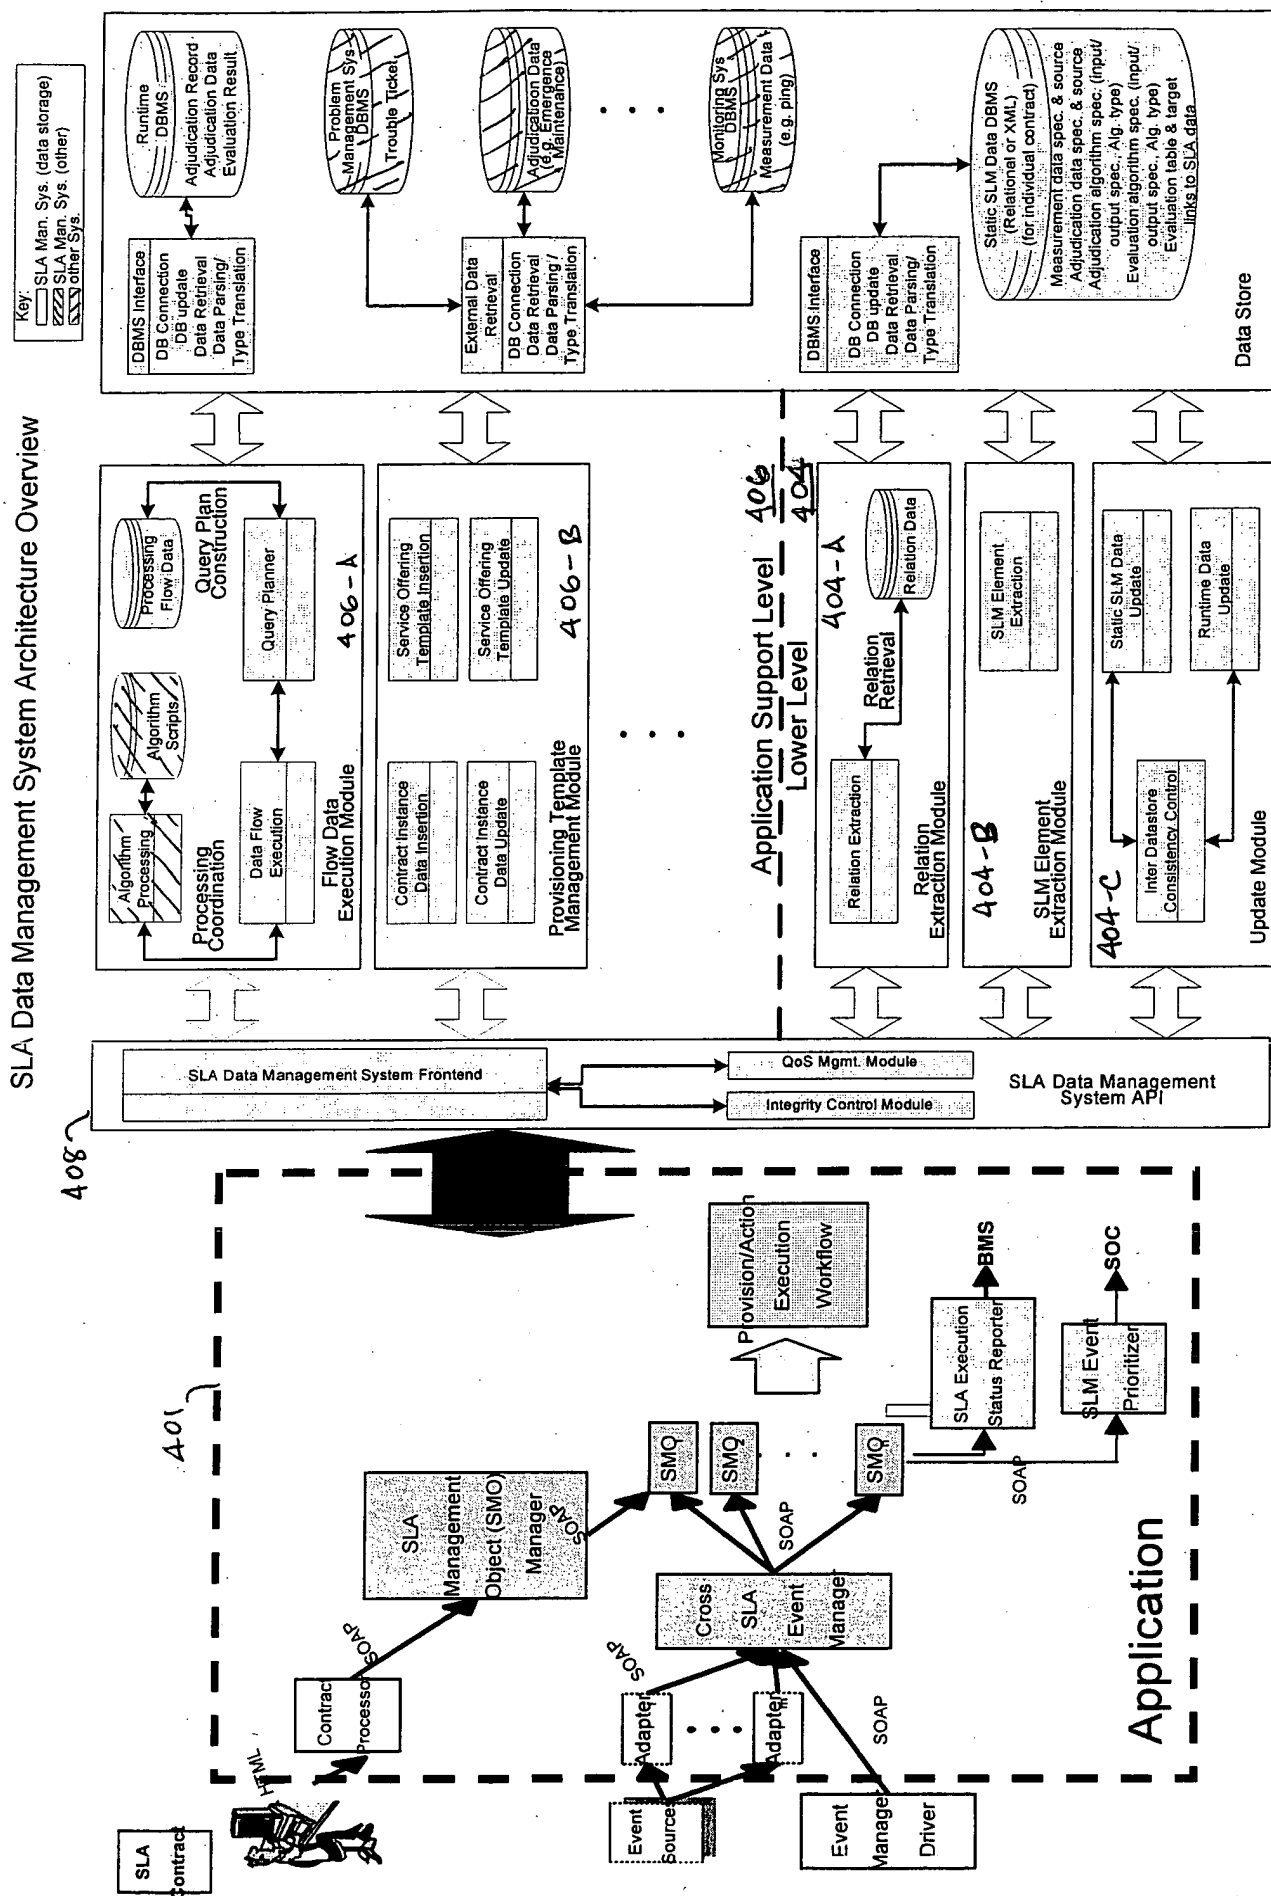 SLA Data Management System Architecture Overview
Key:
SLA Man. Sys. (data storage)
SLA Man. Sys. (other)
other Sys.
SLA
Contract
HTML
Contract
Processor
SOAP
SLA
Management
Object (SMO)
Manager
SOAP
401
Event
Sources
Adapter
Adapter m
SOAP
Event
Manager
Driver
SOAP
Cross
SLA
Event
Manager
SOAP
SMO
SMO
SMO
Provision/Action
Execution
Workflow
SOAP
SLA Execution
Status Reporter
BMS
SLM Event
Prioritizer
SOC
Application
408
SLA Data Management System Frontend
QoS Mgmt. Module
Integrity Control Module
SLA Data Management
System API
Algorithm
Processing
Algorithm
Scripts
Processing
Flow Data
Processing
Coordination
Query Plan
Construction
Data Flow
Execution
Query Planner
Flow Data
Execution Module
406-A
Contract Instance
Data Insertion
Service Offering
Template Insertion
Contract Instance
Data Update
Service Offering
Template Update
Provisioning Template
Management Module
406-B
Application Support Level
406
Lower Level
404
Relation Extraction
Relation
Retrieval
Relation Data
404-A
Relation
Extraction Module
404-B
SLM Element
Extraction
SLM Element
Extraction Module
404-C
Inter Datastore
Consistency Control
Static SLM Data
Update
Runtime Data
Update
Update Module
DBMS Interface
DB Connection
DB update
Data Retrieval
Data Parsing/
Type Translation
Runtime
DBMS
Adjudication Record
Adjudication Data
Evaluation Result
Problem
Management Sys
DBMS
Trouble Ticket
External Data
Retrieval
DB Connection
Data Retrieval
Data Parsing/
Type Translation
Adjudicatioon Data
(e.g. Emergence
Maintenance)
Monitoring Sys
DBMS
Measurement Data
(e.g. ping)
DBMS Interface
DB Connection
DB update
Data Retrieval
Data Parsing/
Type Translation
Static SLM Data DBMS
(Relational or XML)
(for individual contract)
Measurement data spec. & source
Adjudication data spec. & source
Adjudication algorithm spec. (input/
output spec., Alg. type)
Evaluation algorithm spec. (input/
output spec., Alg. type)
Evaluation table & target
links to SLA data
Data Store